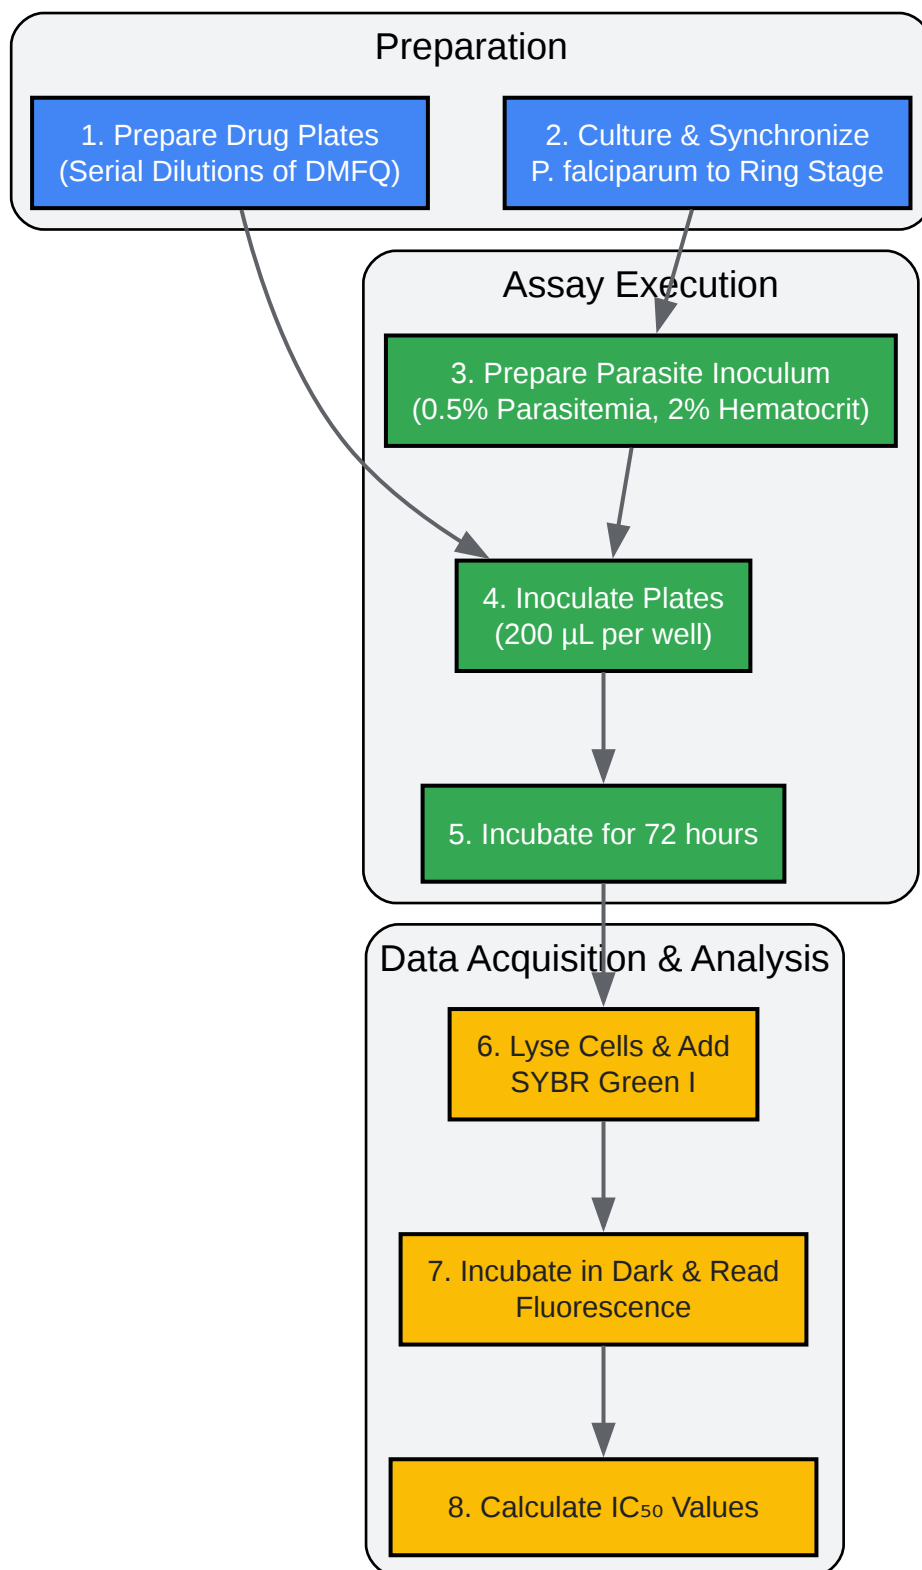 Preparation
1. Prepare Drug Plates
(Serial Dilutions of DMFQ)
2. Culture & Synchronize
P. falciparum to Ring Stage
Assay Execution
3. Prepare Parasite Inoculum
(0.5% Parasitemia, 2% Hematocrit)
4. Inoculate Plates
(200 µL per well)
5. Incubate for 72 hours
Data Acquisition & Analysis
6. Lyse Cells & Add
SYBR Green I
7. Incubate in Dark & Read
Fluorescence
8. Calculate IC₅₀ Values